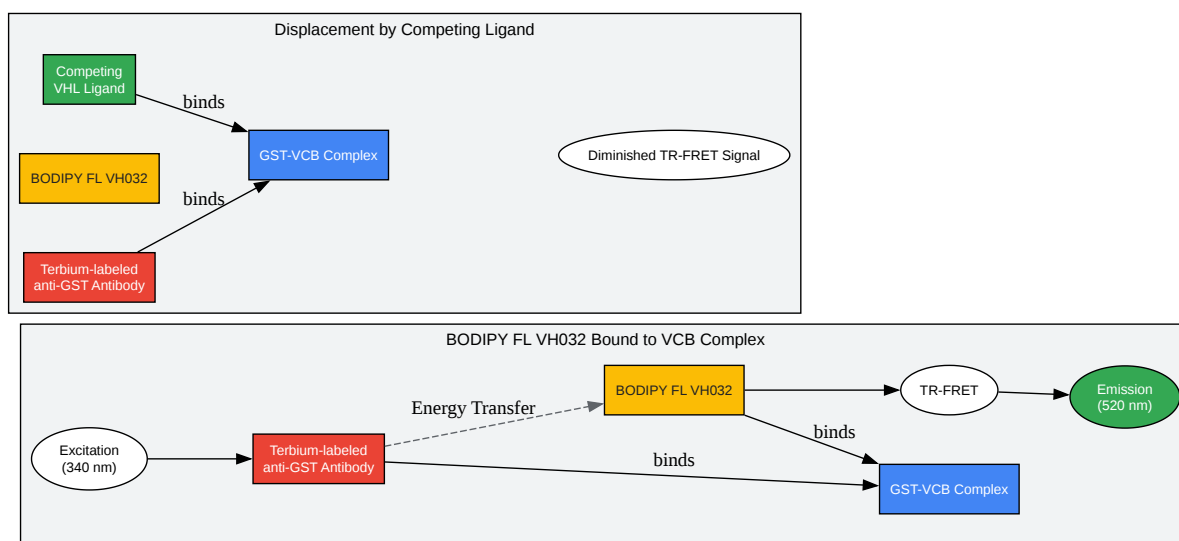 Displacement by Competing Ligand
Competing
VHL Ligand
binds
GST-VCB Complex
Diminished TR-FRET Signal
BODIPY FL VH032
binds
Terbium-labeled
anti-GST Antibody
BODIPY FL VH032 Bound to VCB Complex
BODIPY FL VH032
TR-FRET
Emission
(520 nm)
Energy Transfer
binds
Excitation
(340 nm)
Terbium-labeled
anti-GST Antibody
binds
GST-VCB Complex